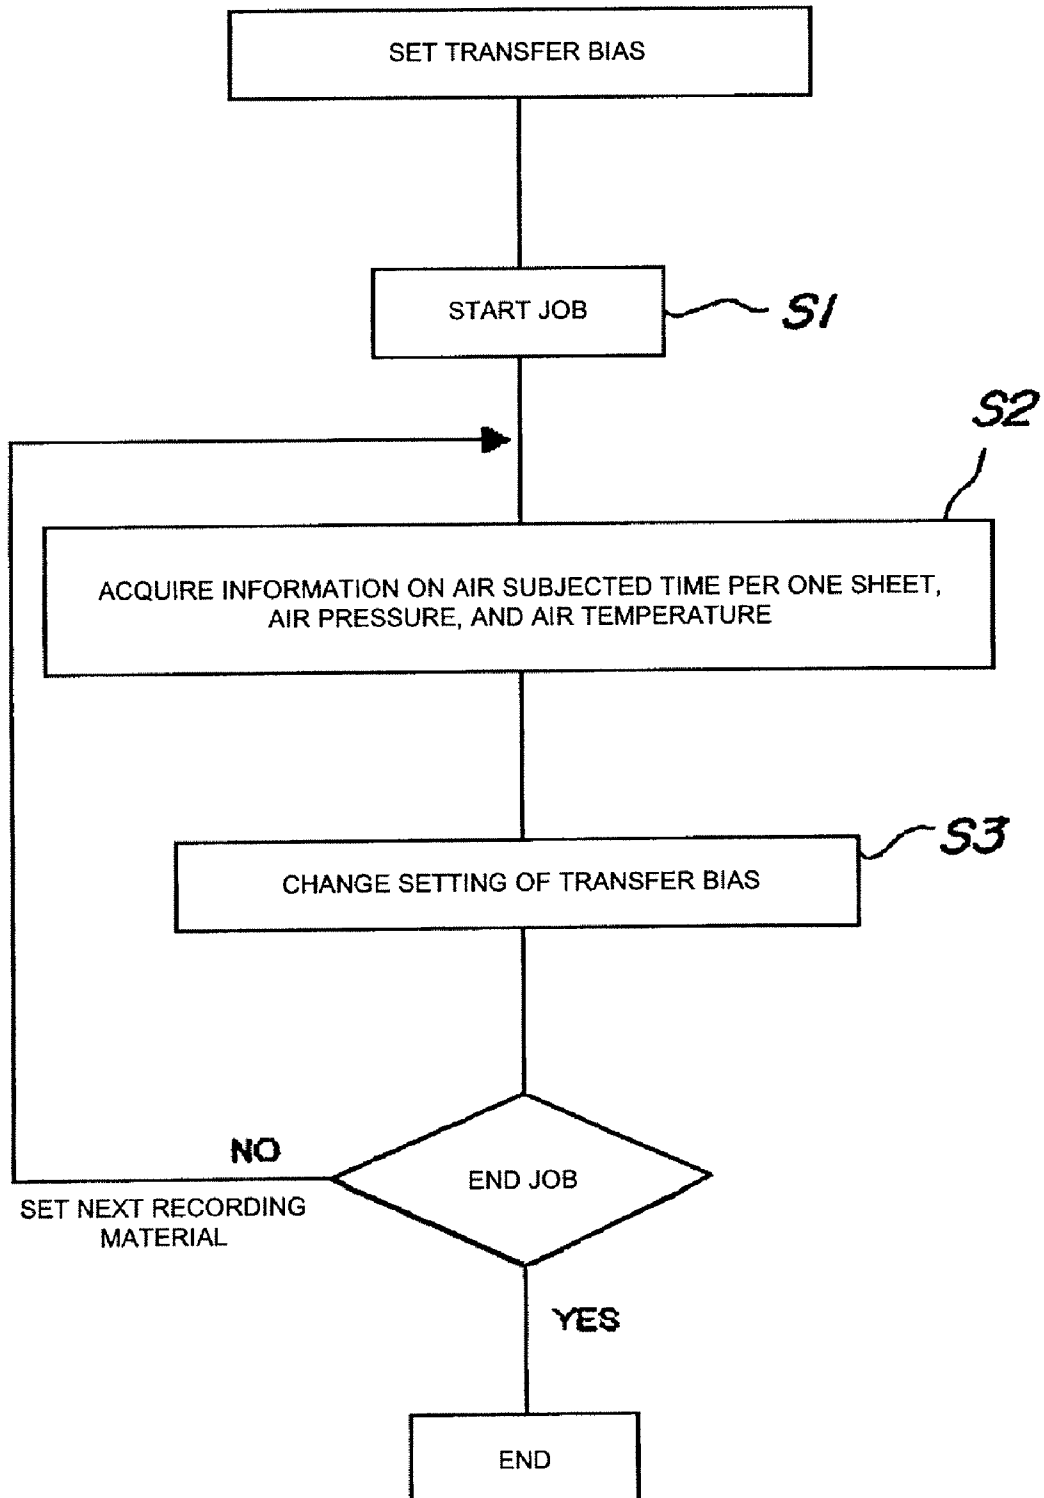 SET TRANSFER BIAS
START JOB
S1
S2
ACQUIRE INFORMATION ON AIR SUBJECTED TIME PER ONE SHEET,
AIR PRESSURE, AND AIR TEMPERATURE
S3
CHANGE SETTING OF TRANSFER BIAS
NO
END JOB
SET NEXT RECORDING
MATERIAL
YES
END